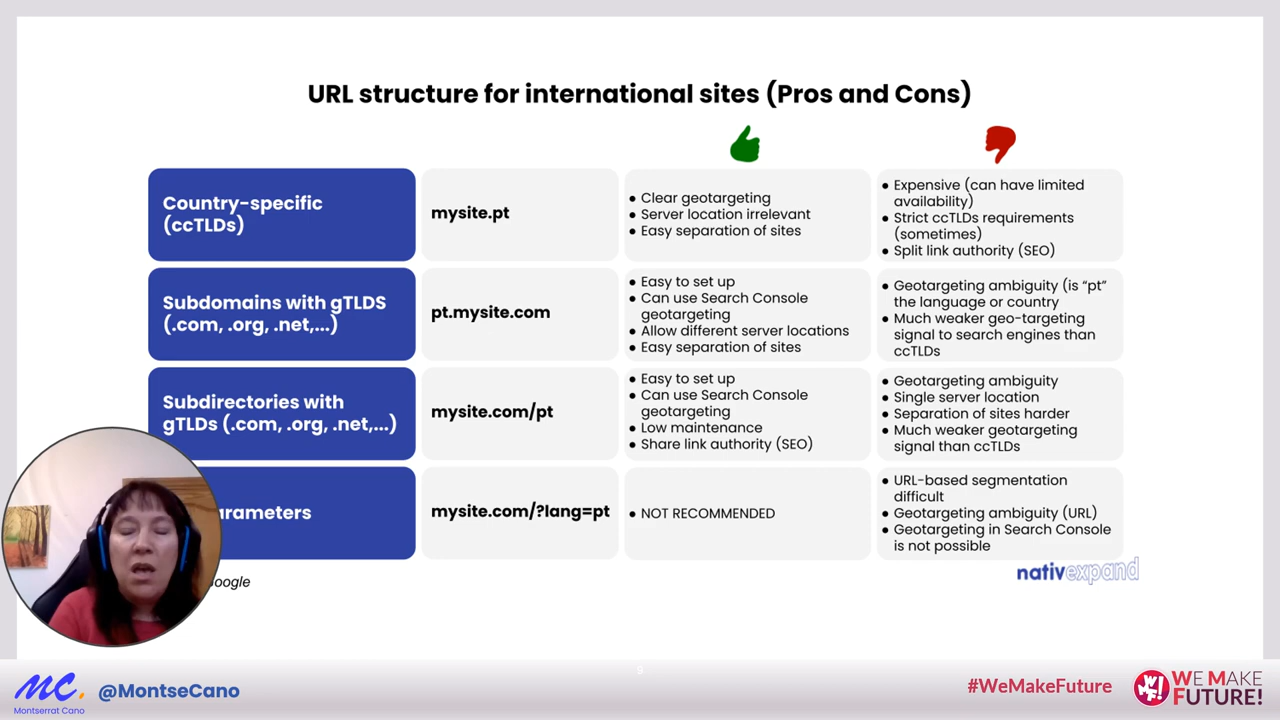 URL structure for international sites (Pros and Cons)
Country-specific
(ccTLDs)
mysite.pt
● Clear geotargeting
● Server location irrelevant
● Easy separation of sites
● Expensive (can have limited
availability)
● Strict ccTLDs requirements
(sometimes)
● Split link authority (SEO)
Subdomains with gTLDS
(.com, .org, .net,...)
pt.mysite.com
● Easy to set up
● Can use Search Console
geotargeting
● Allow different server locations
● Easy separation of sites
● Geotargeting ambiguity (is “pt”
the language or country
● Much weaker geo-targeting
signal to search engines than
ccTLDs
Subdirectories with
gTLDs (.com, .org, .net,...)
mysite.com/pt
● Easy to set up
● Can use Search Console
geotargeting
● Low maintenance
● Share link authority (SEO)
● Geotargeting ambiguity
● Single server location
● Separation of sites harder
● Much weaker geotargeting
signal than ccTLDs
mysite.com/?lang=pt
● NOT RECOMMENDED
● URL-based segmentation
difficult
● Geotargeting ambiguity (URL)
● Geotargeting in Search Console
is not possible
nativexpand
9
MC.
Montserrat Cano
@MontseCano
#WeMakeFuture
WE MAKE
FUTURE!